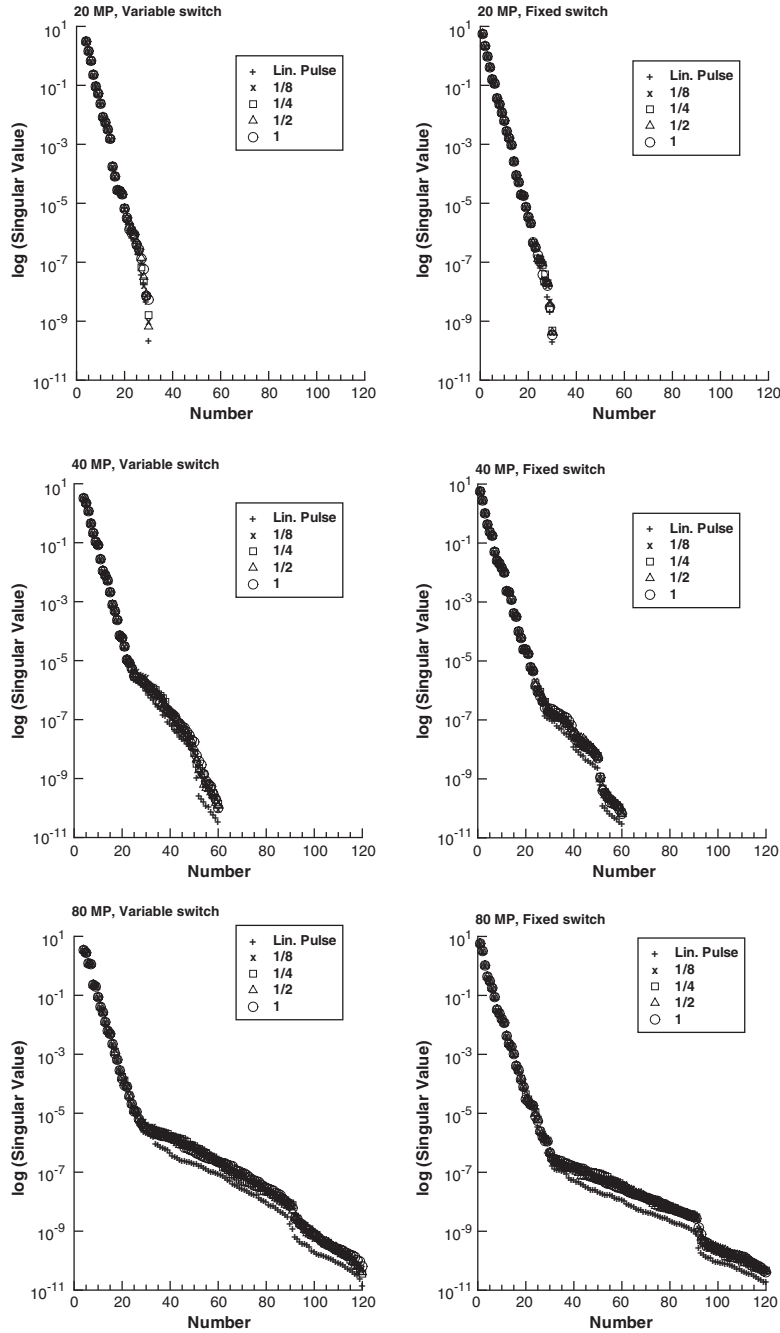 20 MP, Variable switch
log (Singular Value)
10^1
10^-1
10^-3
10^-5
10^-7
10^-9
10^-11
0 20 40 60 80 100 120
Number
Lin. Pulse
1/8
1/4
1/2
1
20 MP, Fixed switch
log (Singular Value)
10^1
10^-1
10^-3
10^-5
10^-7
10^-9
10^-11
0 20 40 60 80 100 120
Number
Lin. Pulse
1/8
1/4
1/2
1
40 MP, Variable switch
log (Singular Value)
10^1
10^-1
10^-3
10^-5
10^-7
10^-9
10^-11
0 20 40 60 80 100 120
Number
Lin. Pulse
1/8
1/4
1/2
1
40 MP, Fixed switch
log (Singular Value)
10^1
10^-1
10^-3
10^-5
10^-7
10^-9
10^-11
0 20 40 60 80 100 120
Number
Lin. Pulse
1/8
1/4
1/2
1
80 MP, Variable switch
log (Singular Value)
10^1
10^-1
10^-3
10^-5
10^-7
10^-9
10^-11
0 20 40 60 80 100 120
Number
Lin. Pulse
1/8
1/4
1/2
1
80 MP, Fixed switch
log (Singular Value)
10^1
10^-1
10^-3
10^-5
10^-7
10^-9
10^-11
0 20 40 60 80 100 120
Number
Lin. Pulse
1/8
1/4
1/2
1